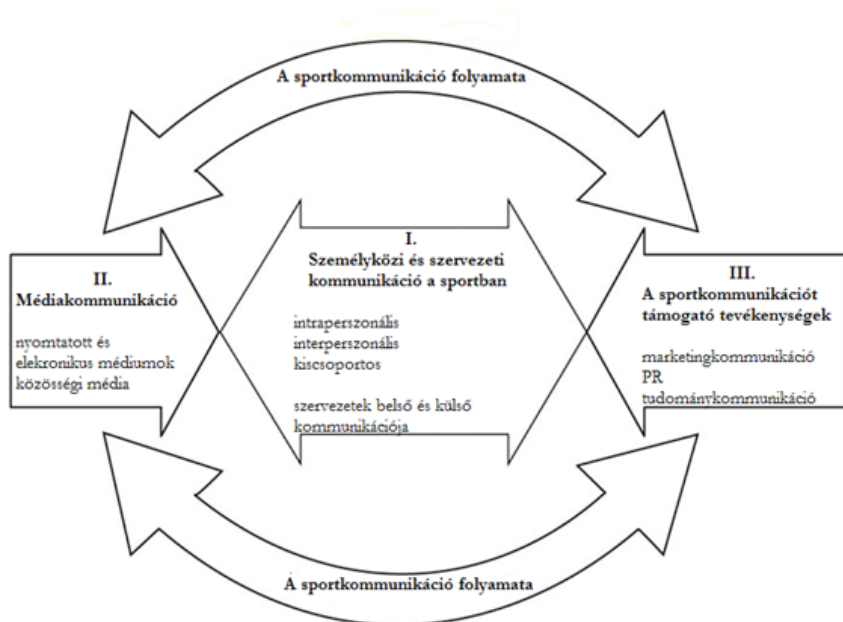 A sportkommunikáció folyamata
I.
Személyközi és szervezeti
kommunikáció a sportban
intraperszonális
interperszonális
kiscsoportos
szervezetek belső és külső
kommunikációja
II.
Médiakommunikáció
nyomtatott és
elekronikus médiumok
közösségi média
III.
A sportkommunikációt
támogató tevékenységek
marketingkommunikáció
PR
tudománykommunikáció
A sportkommunikáció folyamata